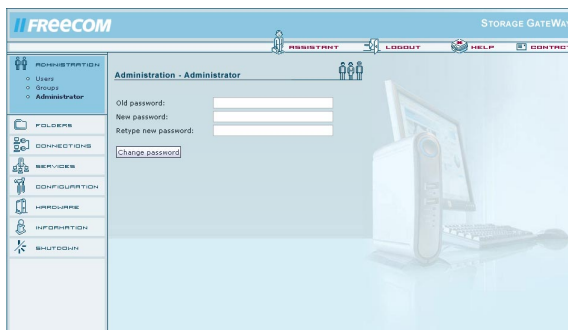 FREECOM
STORAGE GATEWAY
ASSISTANT
LOGOUT
HELP
CONTACT
ADMINISTRATION
Users
Groups
Administrator
FOLDERS
CONNECTIONS
SERVICES
CONFIGURATION
HARDWARE
INFORMATION
SHUTDOWN
Administration - Administrator
Old password:
New password:
Retype new password:
Change password